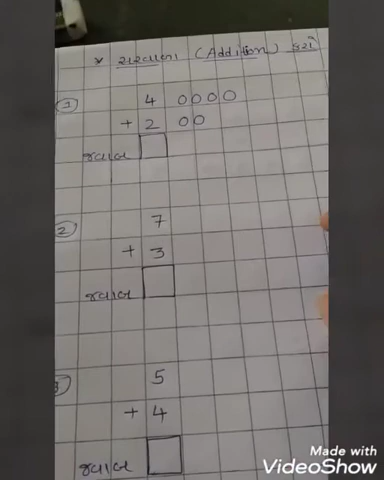 * સરવાળા (Addition) કરો
① 4 0000
+ 2 00
જવાબ
② 7
+ 3
જવાબ
③ 5
+ 4
જવાબ
Made with
VideoShow